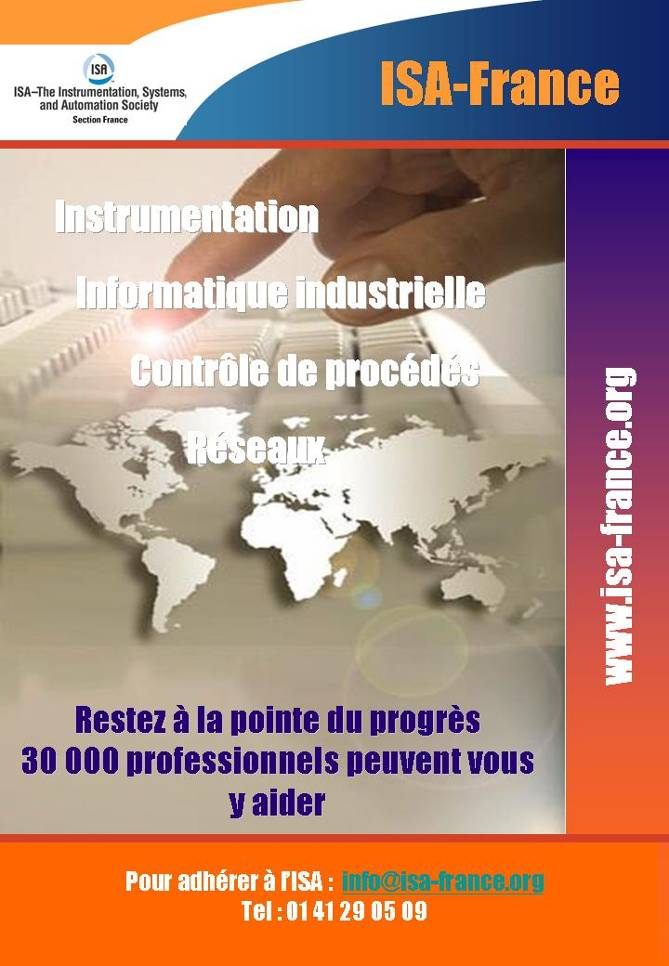 ISA
ISA–The Instrumentation, Systems,
and Automation Society
Section France
ISA-France
Instrumentation
Informatique industrielle
Contrôle de procédés
Réseaux
www.isa-france.org
Restez à la pointe du progrès
30 000 professionnels peuvent vous
y aider
Pour adhérer à l'ISA : info@isa-france.org
Tel : 01 41 29 05 09